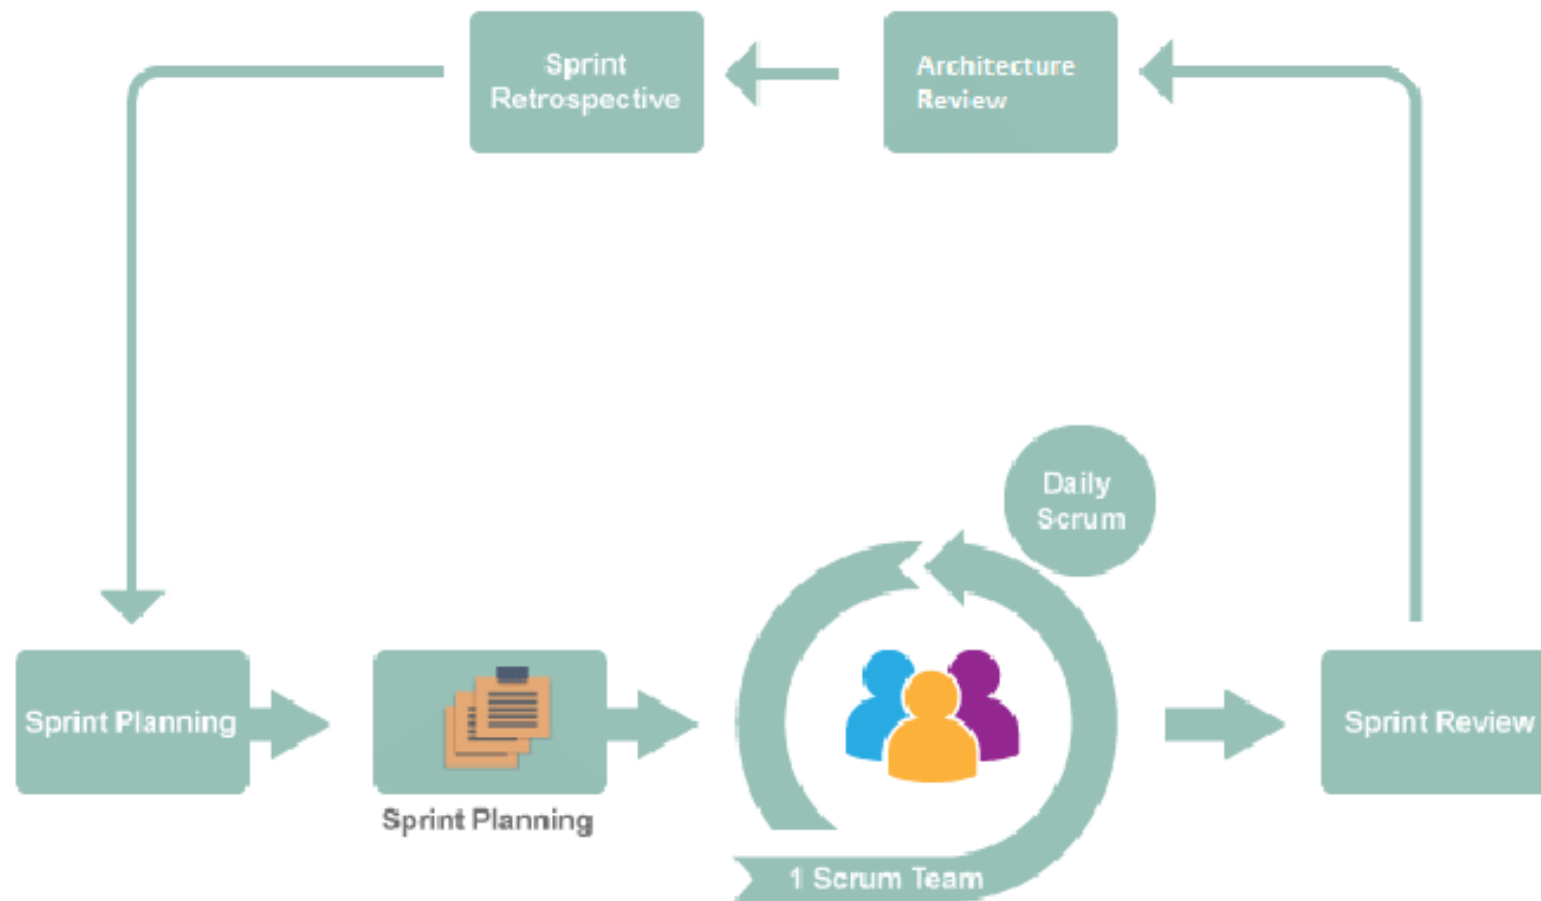 Sprint
Retrospective
Architecture
Review
Daily
Scrum
Sprint Planning
Sprint Planning
1 Scrum Team
Sprint Review